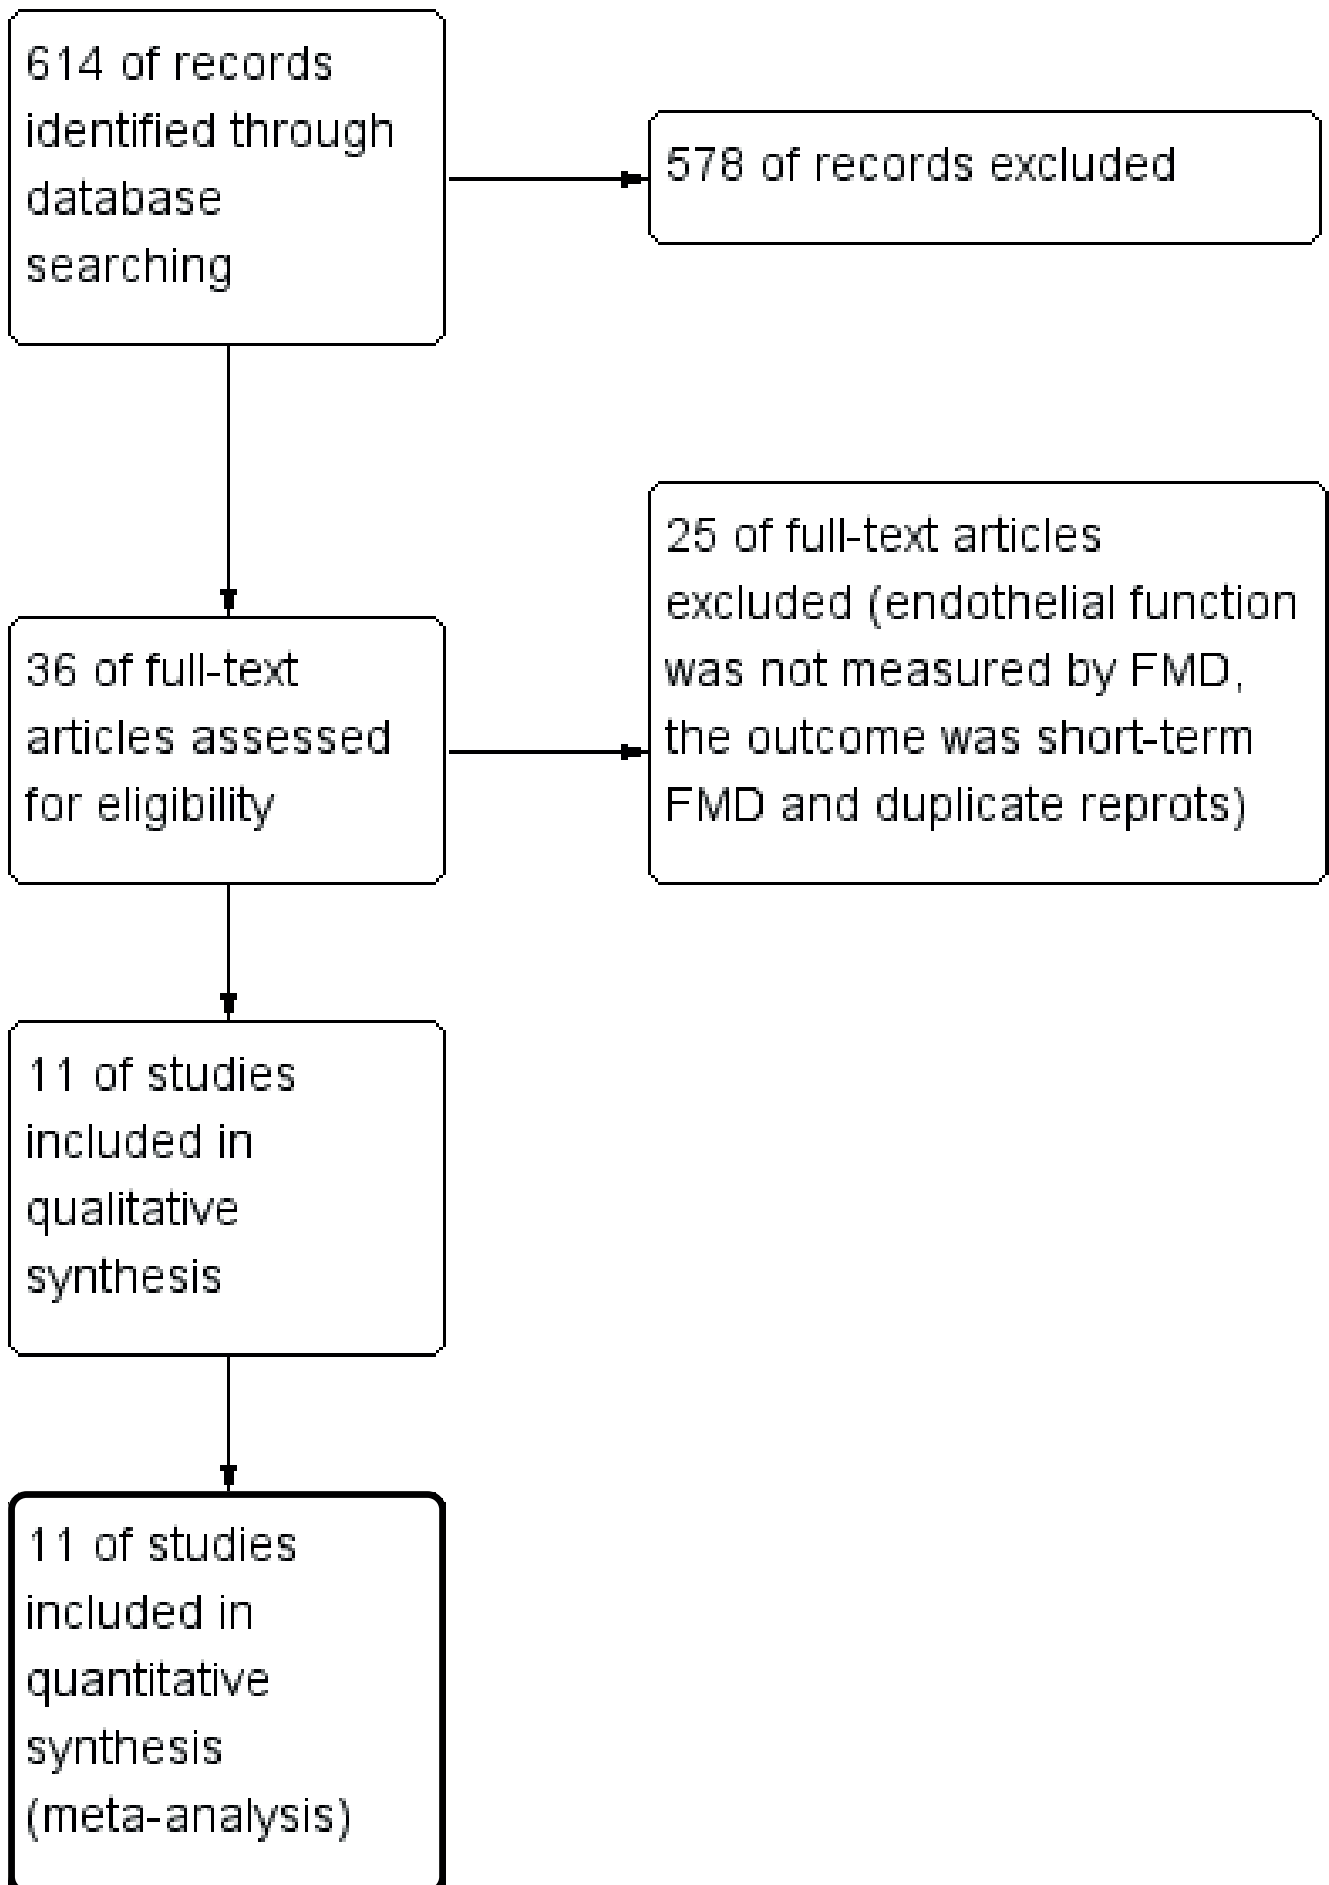 614 of records
identified through
database
searching
578 of records excluded
36 of full-text
articles assessed
for eligibility
25 of full-text articles
excluded (endothelial function
was not measured by FMD,
the outcome was short-term
FMD and duplicate reprots)
11 of studies
included in
qualitative
synthesis
11 of studies
included in
quantitative
synthesis
(meta-analysis)